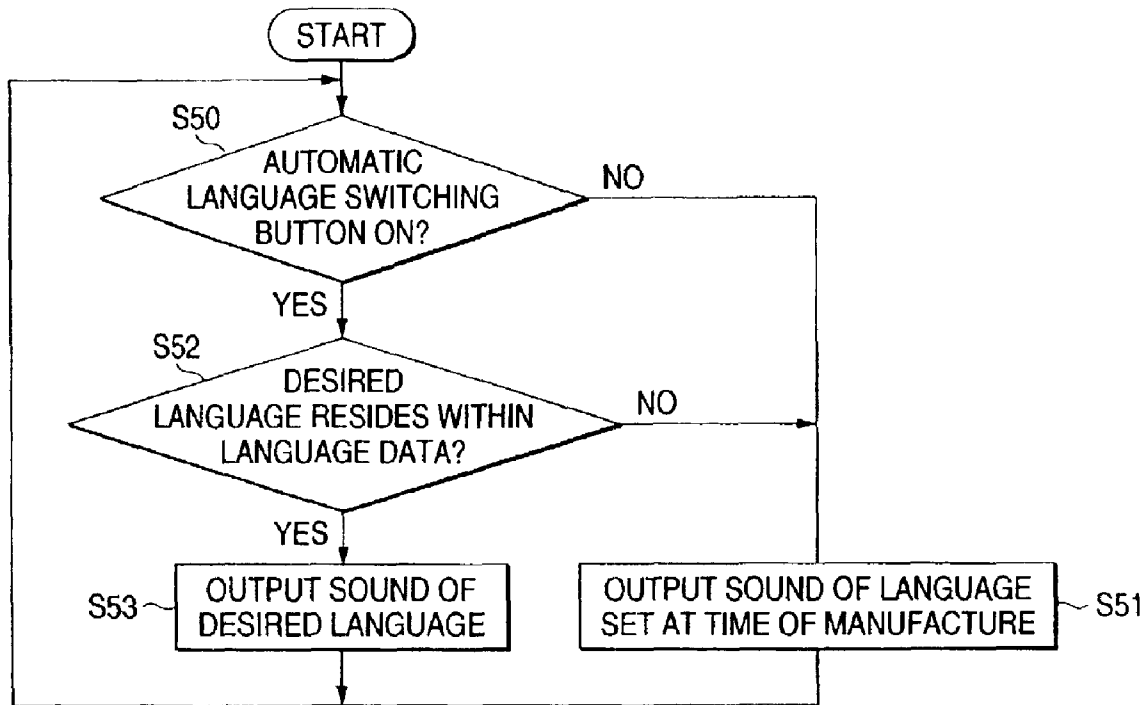 START
S50
AUTOMATIC
LANGUAGE SWITCHING
BUTTON ON?
NO
YES
S52
DESIRED
LANGUAGE RESIDES WITHIN
LANGUAGE DATA?
NO
YES
S53
OUTPUT SOUND OF
DESIRED LANGUAGE
OUTPUT SOUND OF LANGUAGE
SET AT TIME OF MANUFACTURE
S51